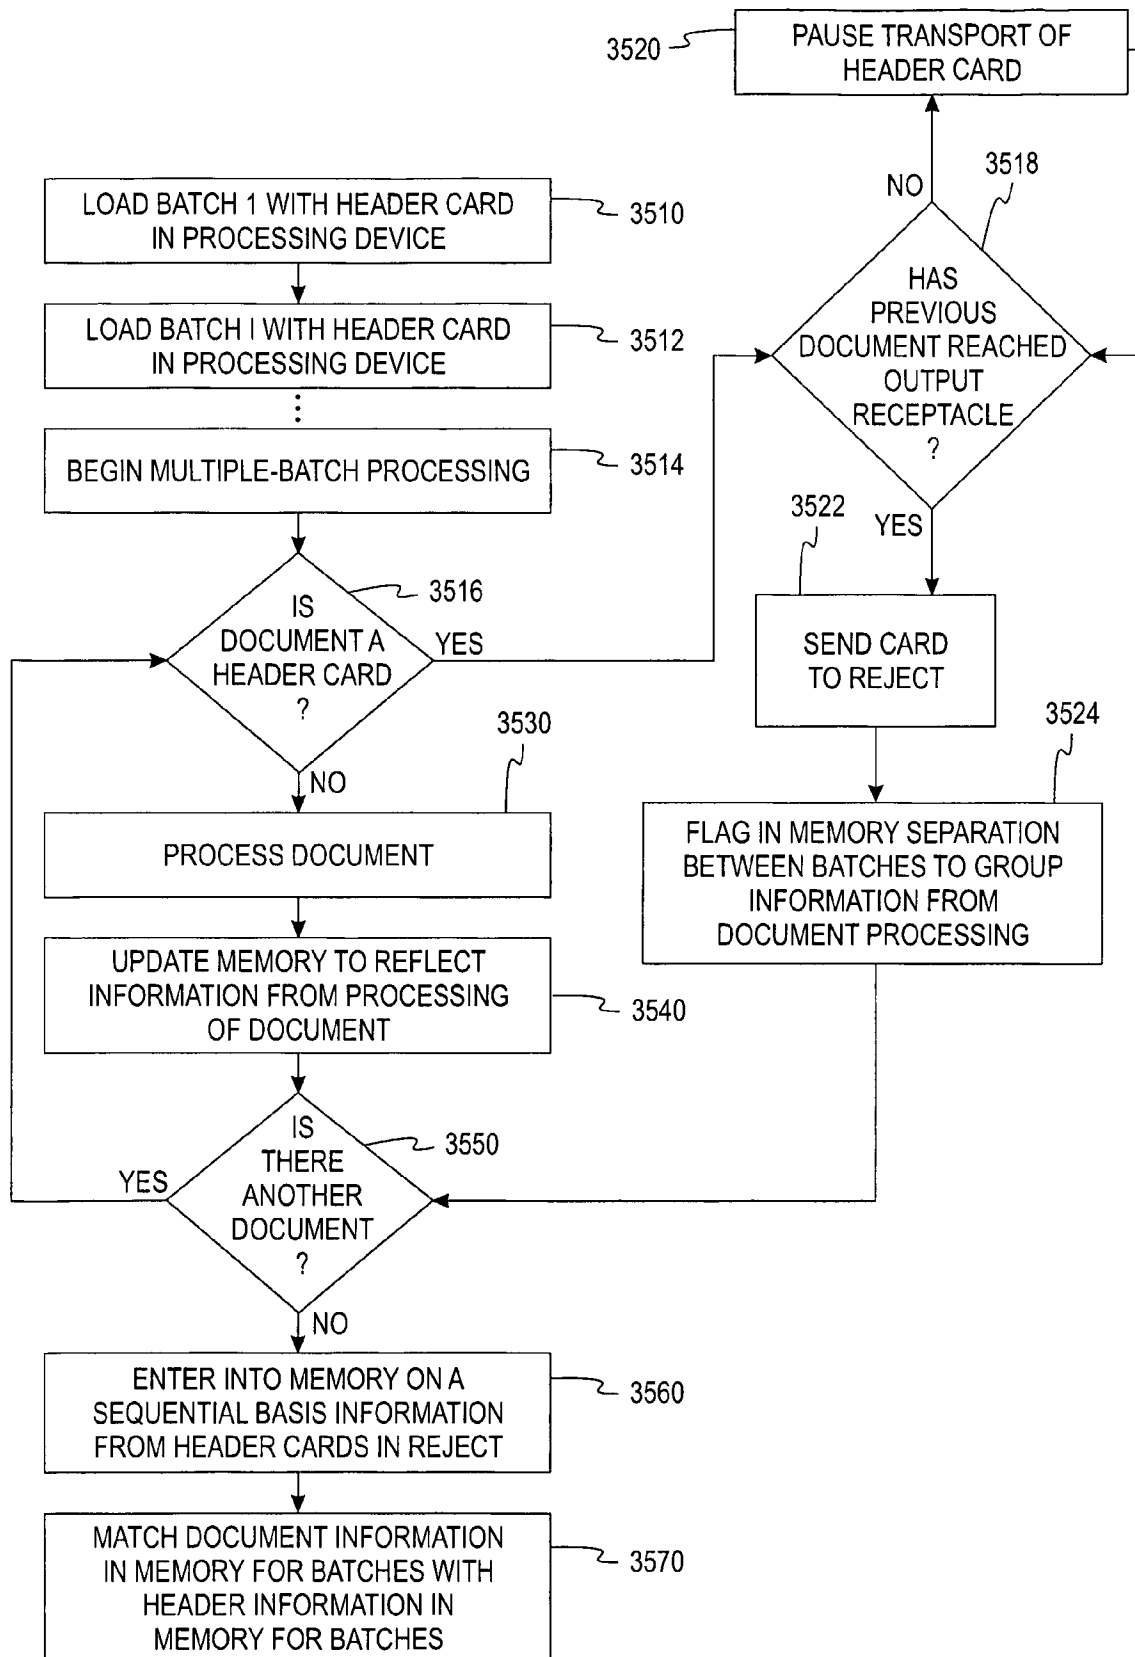 3520
PAUSE TRANSPORT OF
HEADER CARD
3518
NO
HAS
PREVIOUS
DOCUMENT REACHED
OUTPUT
RECEPTACLE
?
YES
3522
SEND CARD
TO REJECT
3524
FLAG IN MEMORY SEPARATION
BETWEEN BATCHES TO GROUP
INFORMATION FROM
DOCUMENT PROCESSING
LOAD BATCH 1 WITH HEADER CARD
IN PROCESSING DEVICE
3510
LOAD BATCH I WITH HEADER CARD
IN PROCESSING DEVICE
3512
BEGIN MULTIPLE-BATCH PROCESSING
3514
3516
IS
DOCUMENT A
HEADER CARD
?
YES
NO
3530
PROCESS DOCUMENT
UPDATE MEMORY TO REFLECT
INFORMATION FROM PROCESSING
OF DOCUMENT
3540
3550
IS
THERE
ANOTHER
DOCUMENT
?
YES
NO
ENTER INTO MEMORY ON A
SEQUENTIAL BASIS INFORMATION
FROM HEADER CARDS IN REJECT
3560
MATCH DOCUMENT INFORMATION
IN MEMORY FOR BATCHES WITH
HEADER INFORMATION IN
MEMORY FOR BATCHES
3570